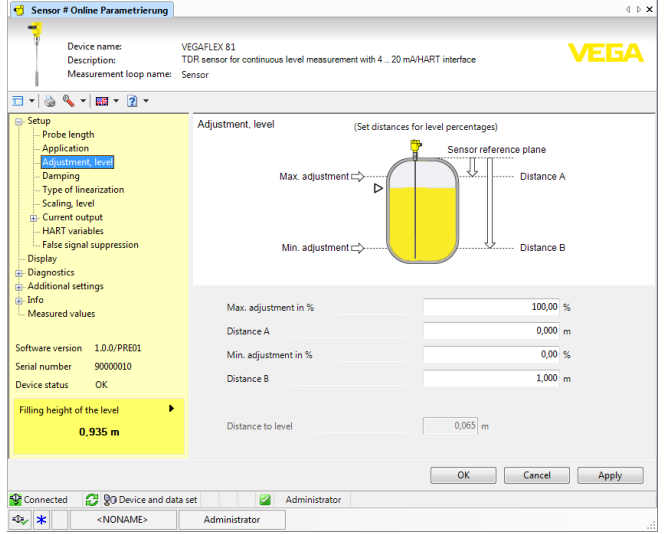 Sensor # Online Parametrierung
Device name: VEGAFLEX 81
Description: TDR sensor for continuous level measurement with 4 .. 20 mA/HART interface
Measurement loop name: Sensor
VEGA
Setup
Probe length
Application
Adjustment, level
Damping
Type of linearization
Scaling, level
Current output
HART variables
False signal suppression
Display
Diagnostics
Additional settings
Info
Measured values
Software version 1.0.0/PRE01
Serial number 90000010
Device status OK
Filling height of the level
0,935 m
Adjustment, level
(Set distances for level percentages)
Sensor reference plane
Max. adjustment
Distance A
Min. adjustment
Distance B
Max. adjustment in % 100,00 %
Distance A 0,000 m
Min. adjustment in % 0,00 %
Distance B 1,000 m
Distance to level 0,065 m
OK Cancel Apply
Connected Device and data set Administrator
<NONAME> Administrator